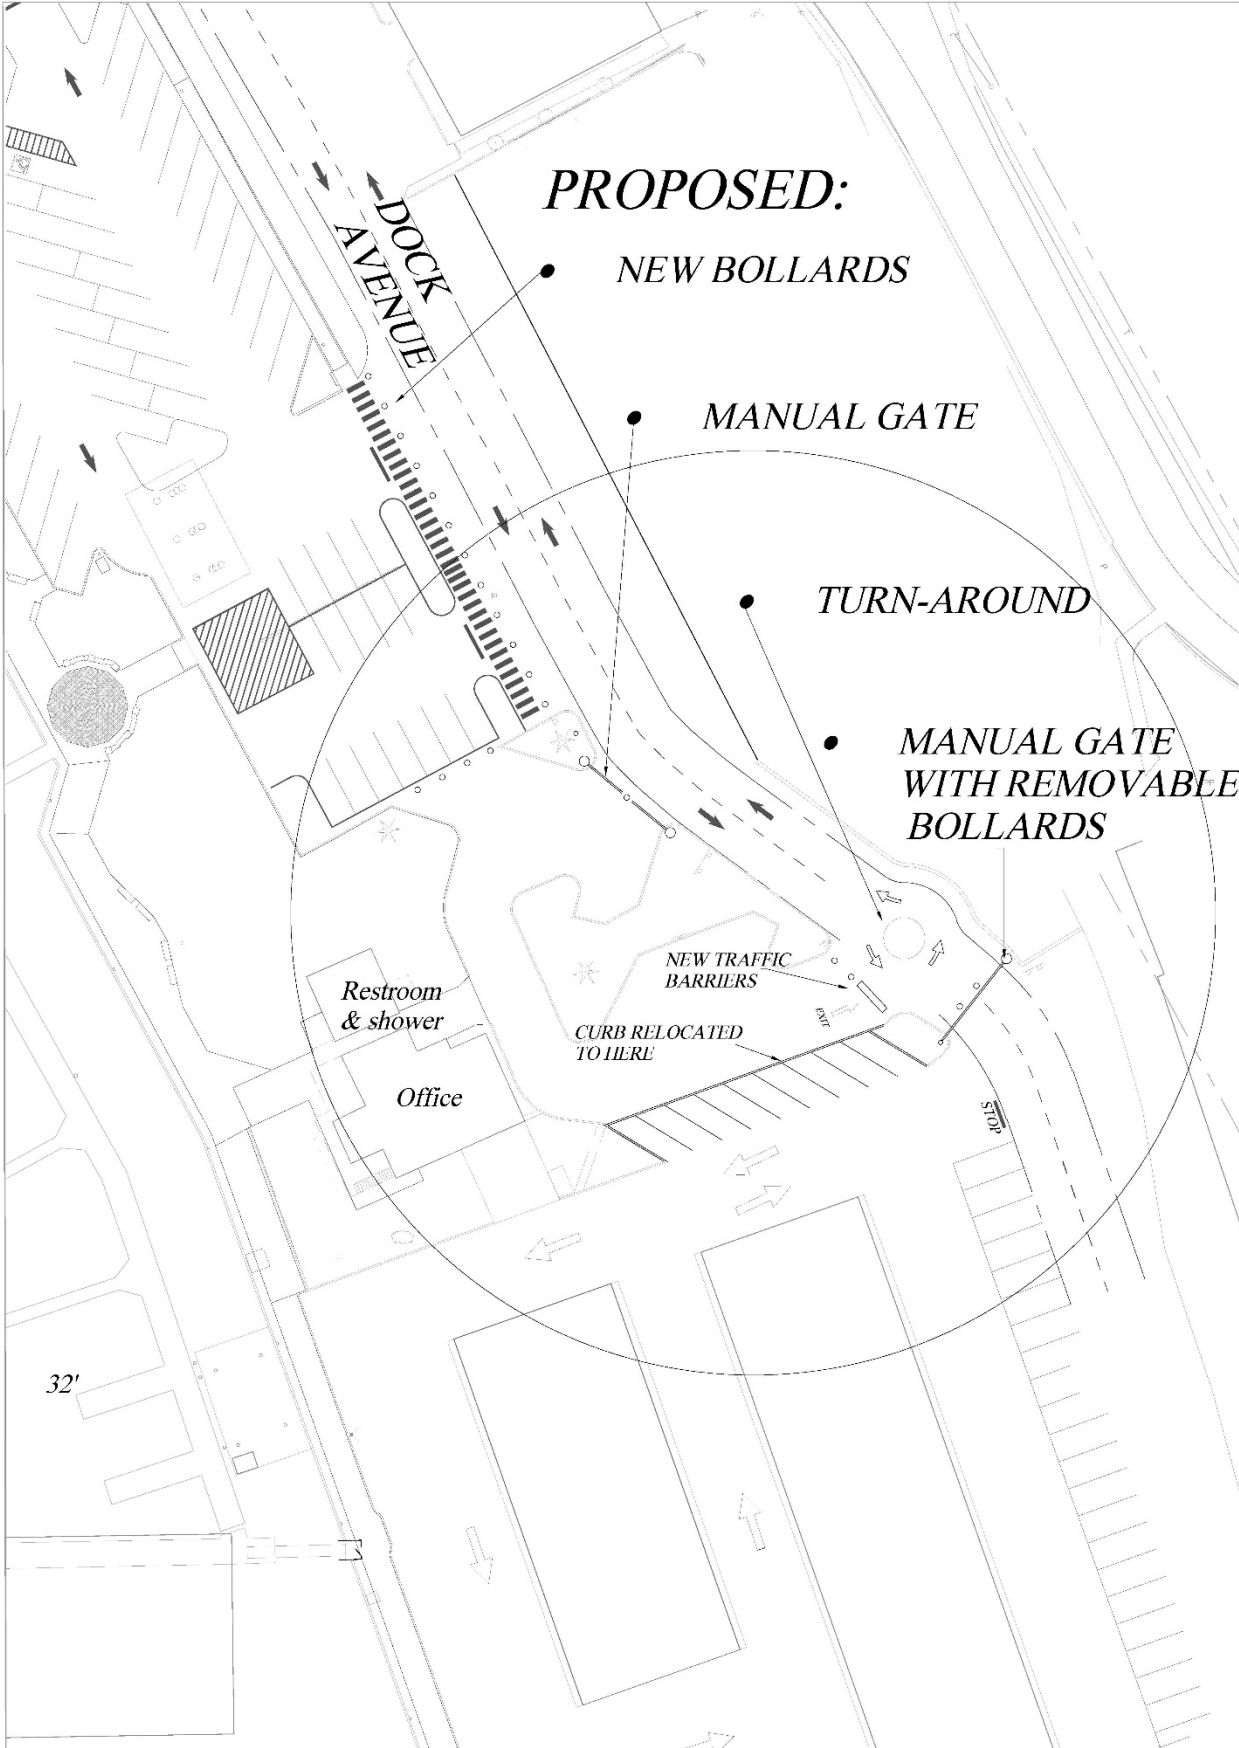 PROPOSED:
DOCK
AVENUE
NEW BOLLARDS
MANUAL GATE
TURN-AROUND
MANUAL GATE
WITH REMOVABLE
BOLLARDS
NEW TRAFFIC
BARRIERS
Restroom
& shower
EXIT
CURB RELOCATED
TO HERE
Office
STOP
32'